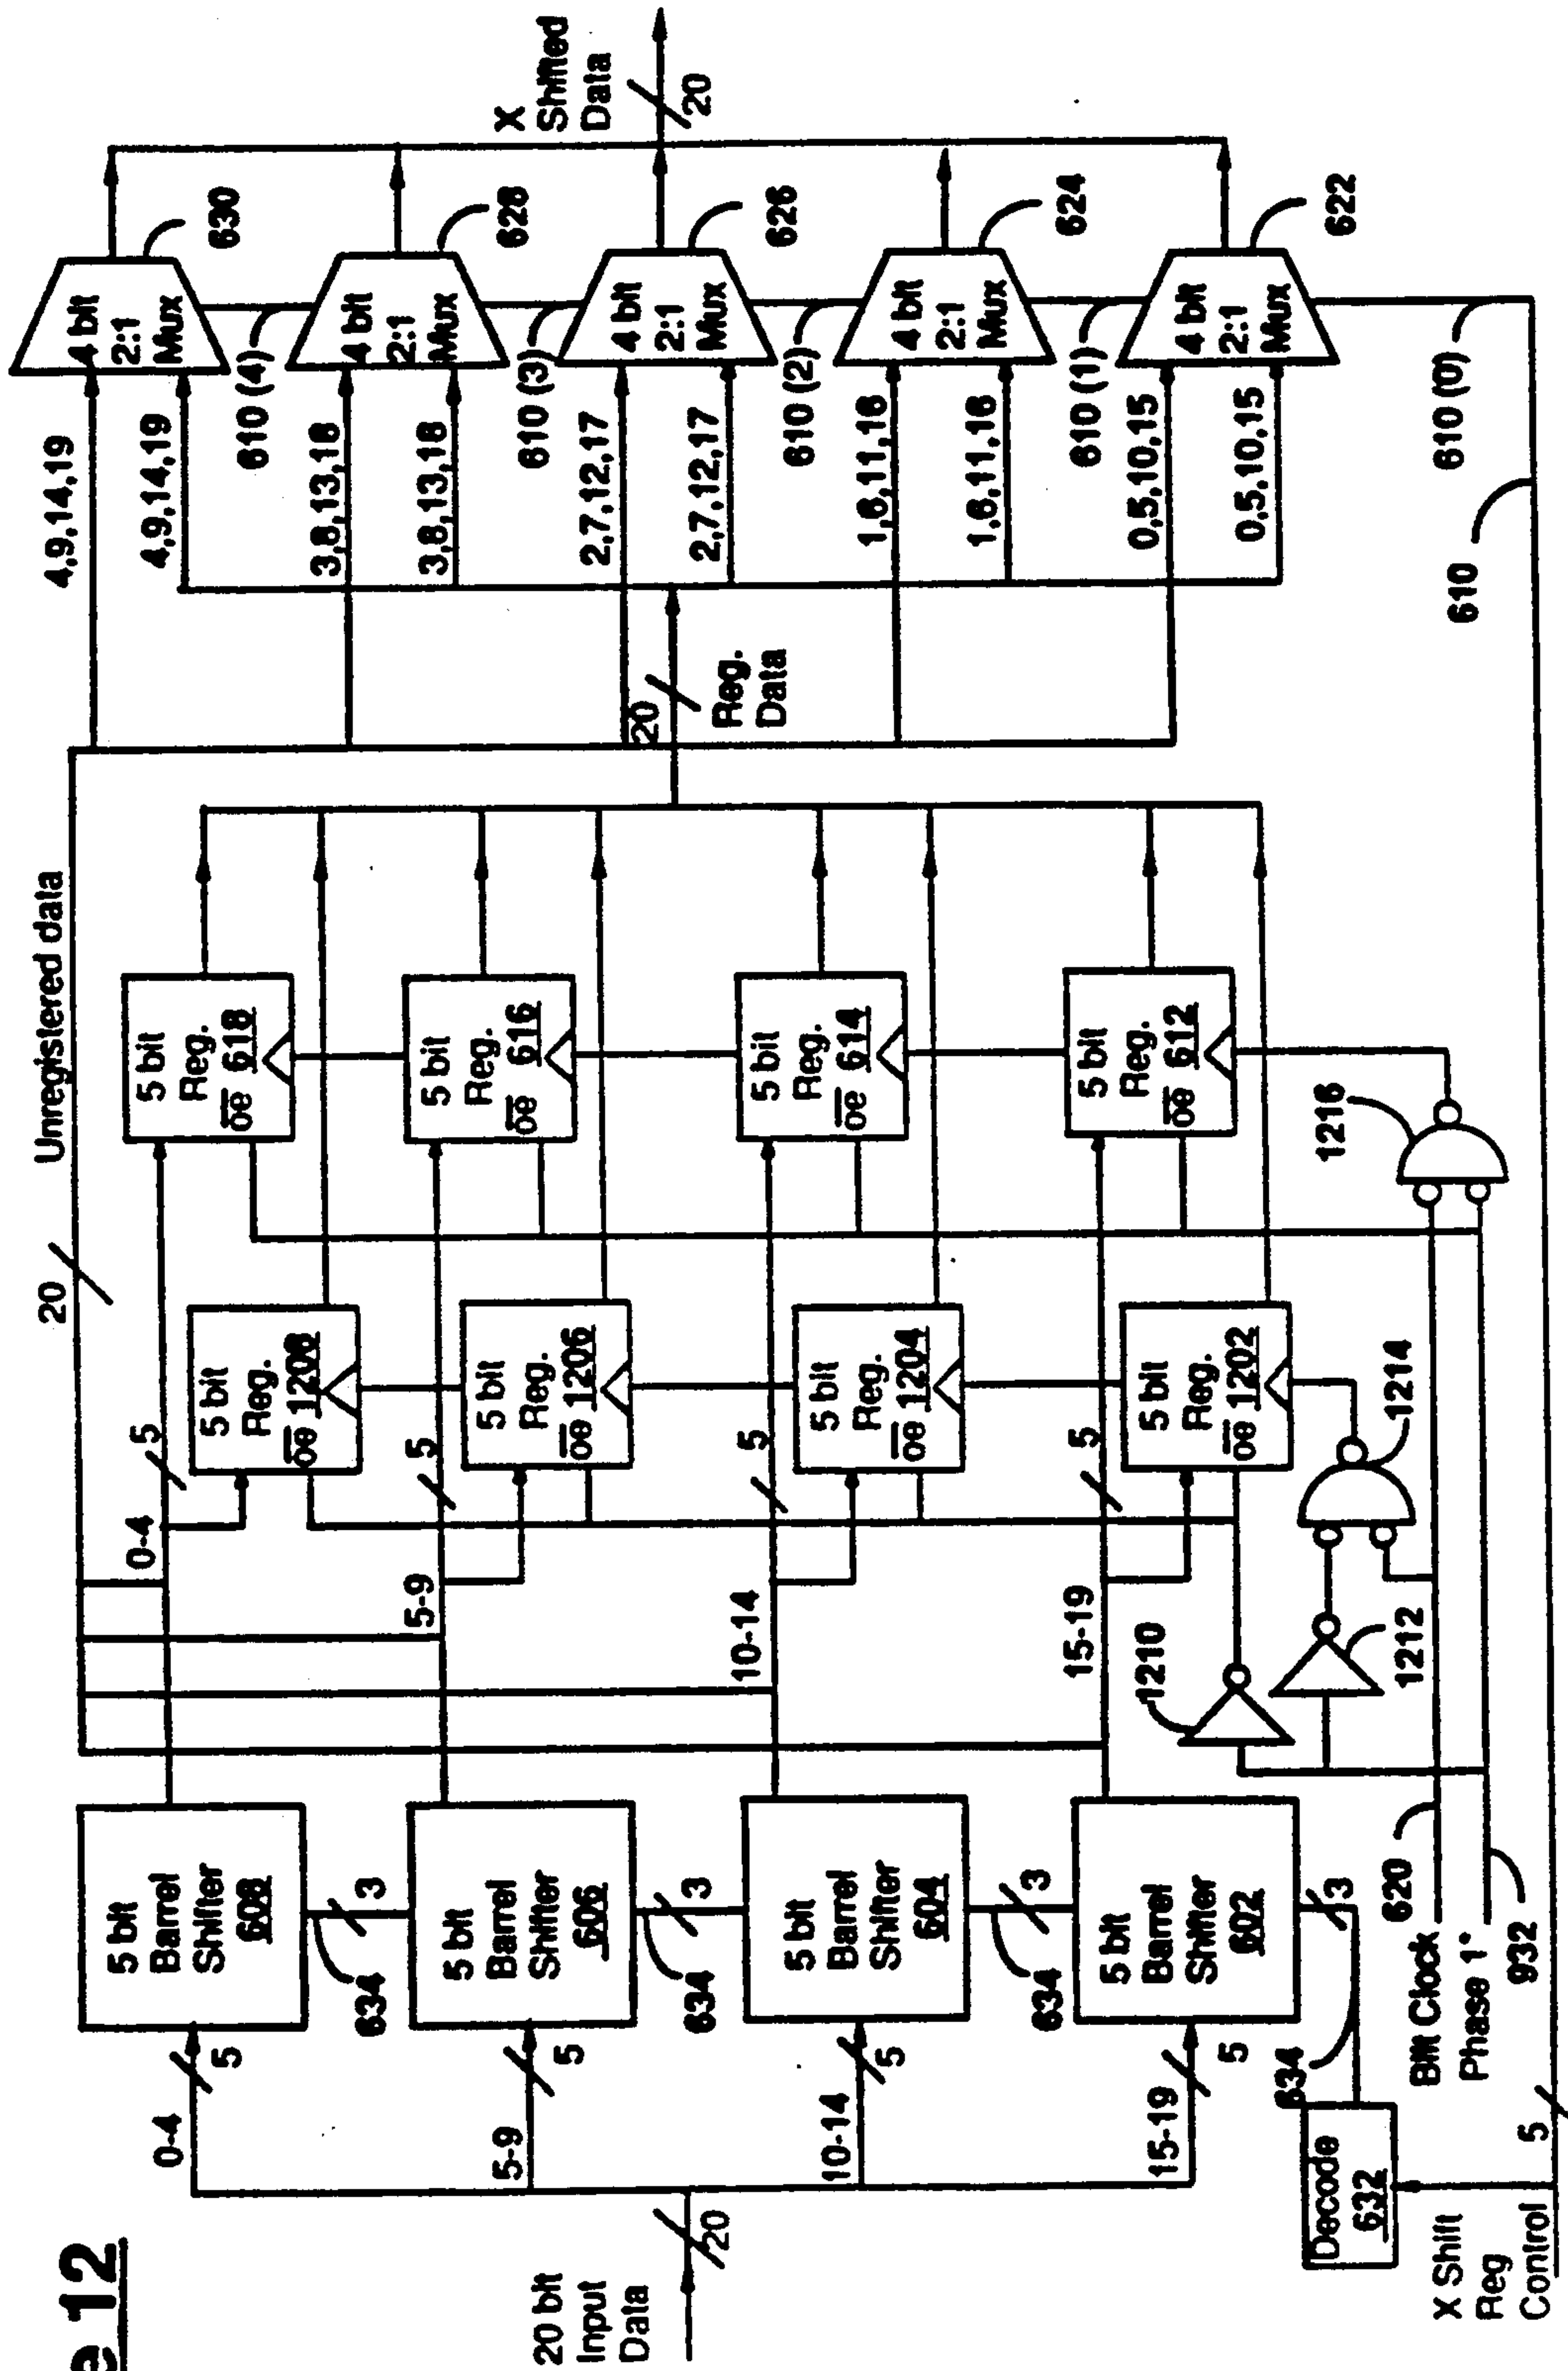 e 12
20 bit
Input
Data
20
0-4
5
5-9
5
10-14
5
15-19
5
5 bit
Barrel
Shifter
608
634
3
5 bit
Barrel
Shifter
606
634
3
5 bit
Barrel
Shifter
604
634
3
5 bit
Barrel
Shifter
602
3
634
Decode
632
X Shift
Reg
Control
5
Blit Clock
620
Phase 1*
932
20
Unregistered data
0-4
5
5-9
5
10-14
5
15-19
5
5 bit
Reg.
oe 1208
5 bit
Reg.
oe 1206
5 bit
Reg.
oe 1204
5 bit
Reg.
oe 1202
1210
1212
1214
1216
5 bit
Reg.
oe 618
5 bit
Reg.
oe 616
5 bit
Reg.
oe 614
5 bit
Reg.
oe 612
20
Reg.
Data
4,9,14,19
4,9,14,19
610 (4)
3,8,13,18
3,8,13,18
610 (3)
2,7,12,17
2,7,12,17
610 (2)
1,6,11,16
1,6,11,16
610 (1)
0,5,10,15
0,5,10,15
610 (0)
610
4 bit
2:1
Mux
630
4 bit
2:1
Mux
628
4 bit
2:1
Mux
626
4 bit
2:1
Mux
624
4 bit
2:1
Mux
622
X
Shifted
Data
20